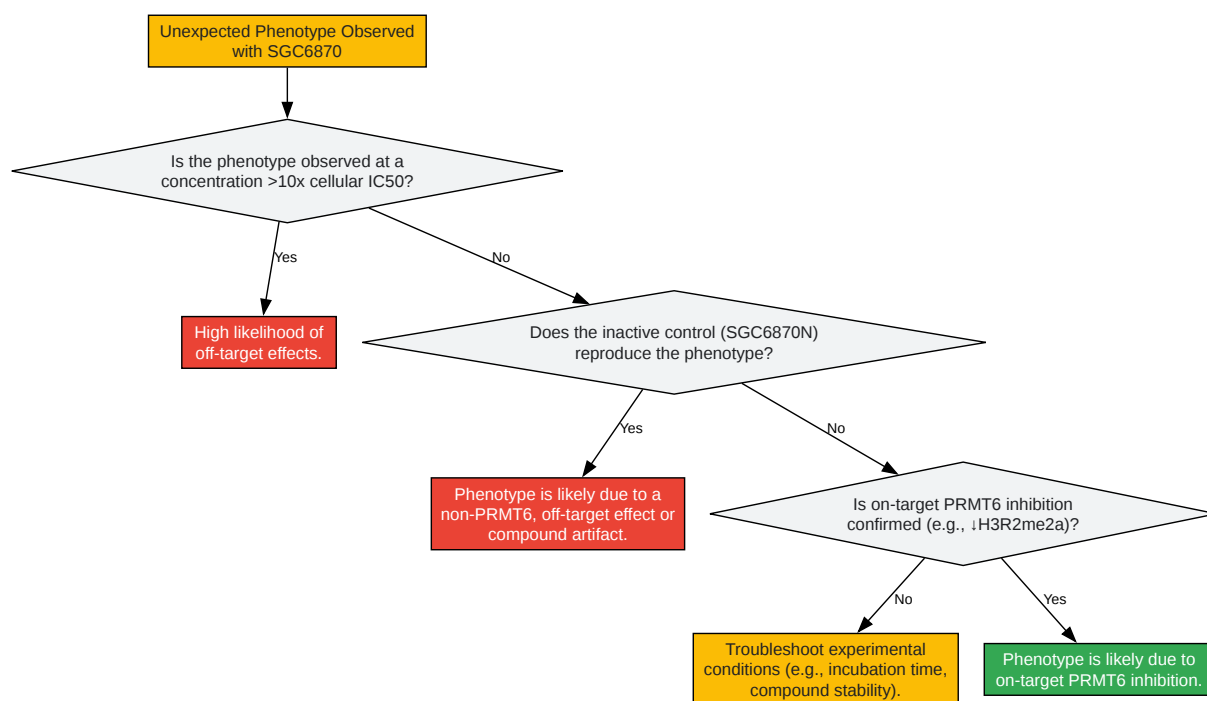 Unexpected Phenotype Observed
with SGC6870
Is the phenotype observed at a
concentration >10x cellular IC50?
Yes
No
High likelihood of
off-target effects.
Does the inactive control (SGC6870N)
reproduce the phenotype?
Yes
No
Phenotype is likely due to a
non-PRMT6, off-target effect or
compound artifact.
Is on-target PRMT6 inhibition
confirmed (e.g., ↓H3R2me2a)?
No
Yes
Troubleshoot experimental
conditions (e.g., incubation time,
compound stability).
Phenotype is likely due to
on-target PRMT6 inhibition.